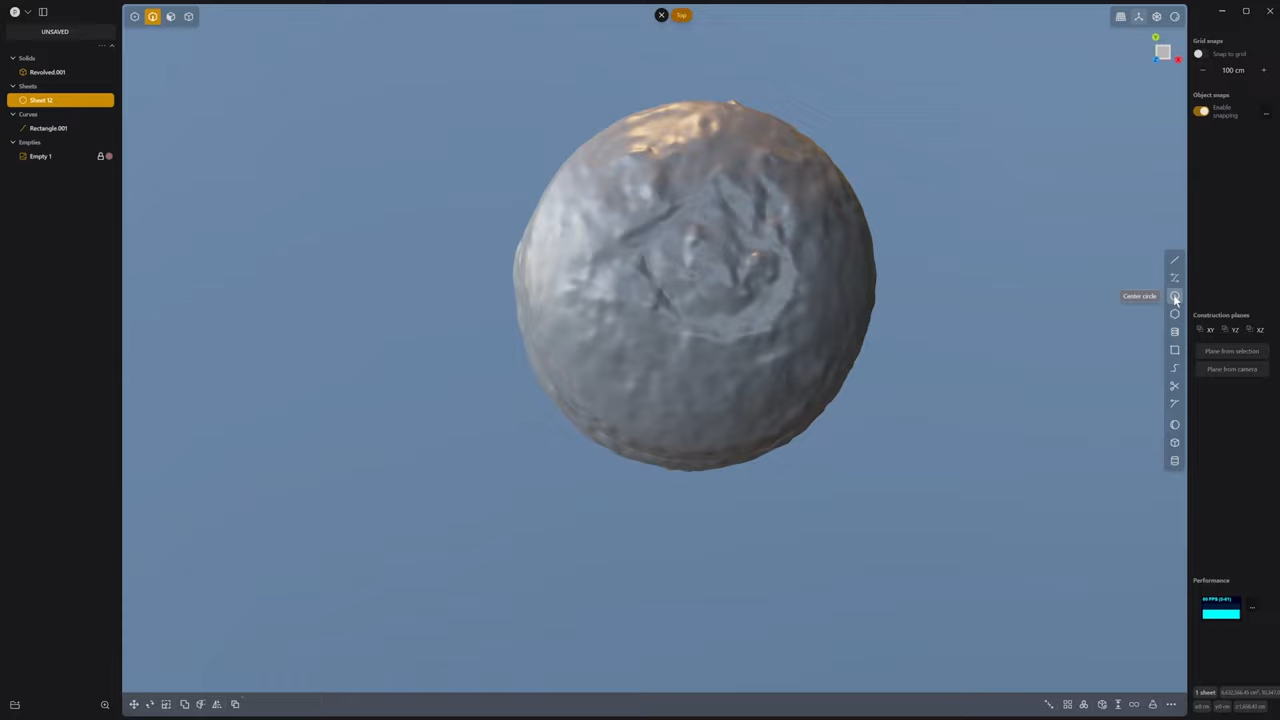 Top
UNSAVED
Solids
Revolved.001
Sheets
Sheet 12
Curves
Rectangle.001
Empties
Empty 1
Grid snaps
Snap to grid
100 cm
Object snaps
Enable
snapping
Center circle
Construction planes
XY YZ XZ
Plane from selection
Plane from camera
Performance
1 sheet